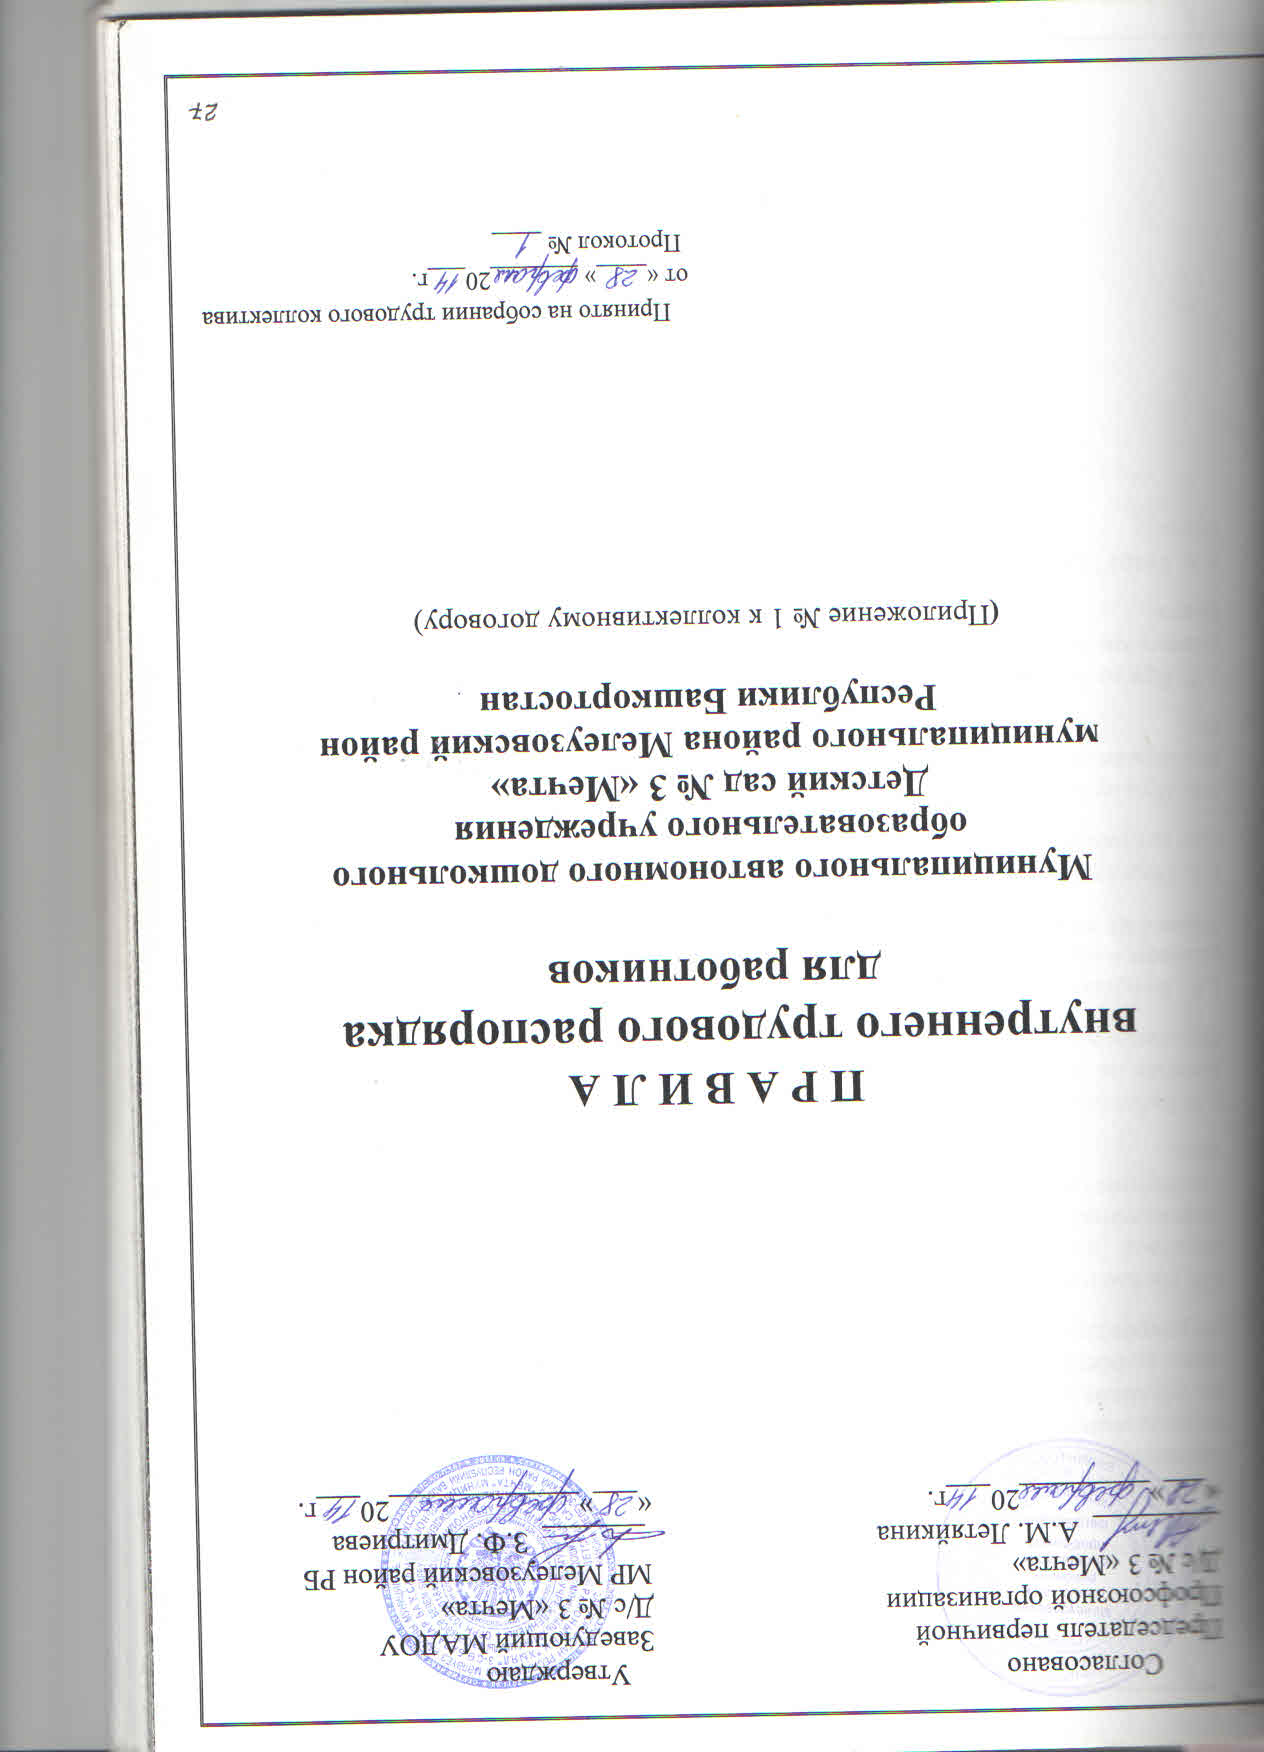 Согласовано
Председатель первичной
Профсоюзной организации
Д/с № 3 «Мечта»
А.М. Летяйкина
« 28 » февраля 2014 г.
Утверждаю
Заведующий МАДОУ
Д/с № 3 «Мечта»
МР Мелеузовский район РБ
З.Ф. Дмитриева
« 28 » февраля 2014 г.
П Р А В И Л А
внутреннего трудового распорядка
для работников
Муниципального автономного дошкольного
образовательного учреждения
Детский сад № 3 «Мечта»
муниципального района Мелеузовский район
Республики Башкортостан
(Приложение № 1 к коллективному договору)
Принято на собрании трудового коллектива
от « 28 » февраля 2014 г.
Протокол № 1
27